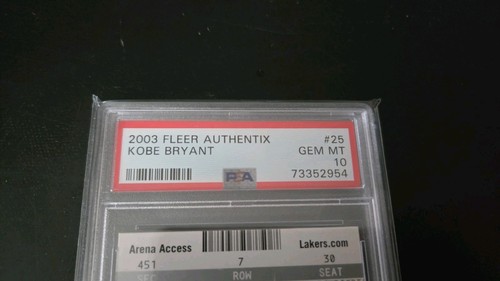 2003 FLEER AUTHENTIX #25
KOBE BRYANT GEM MT
10
PSA 73352954
Arena Access Lakers.com
451 7 30
SEC ROW SEAT